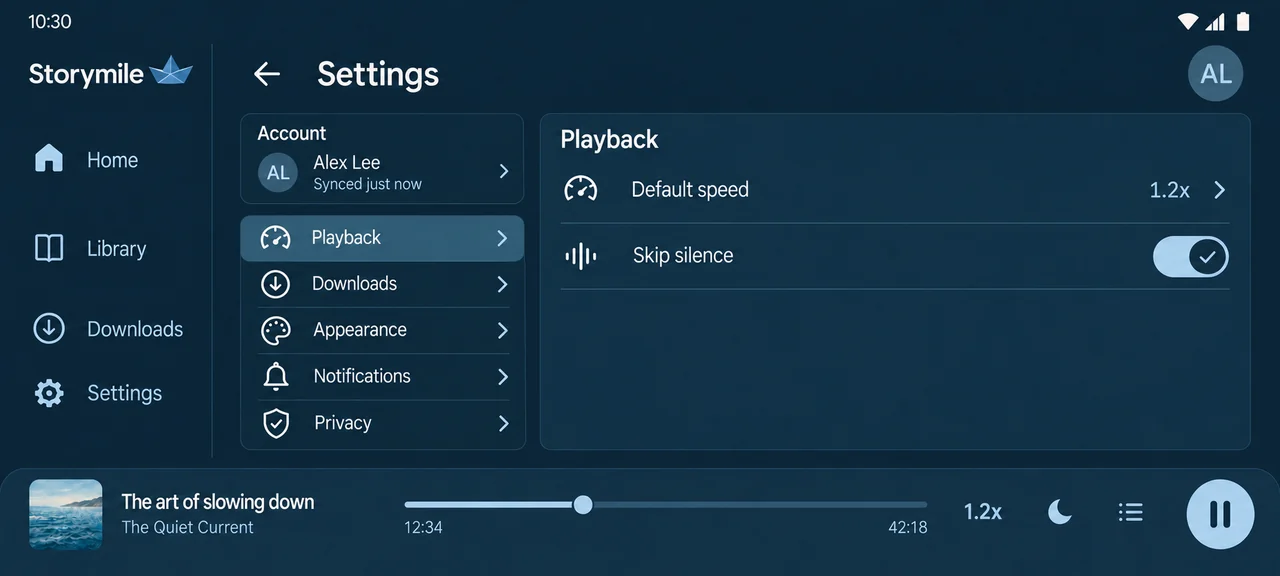 10:30
Storymile
Home
Library
Downloads
Settings
Settings
AL
Account
AL
Alex Lee
Synced just now
Playback
Downloads
Appearance
Notifications
Privacy
Playback
Default speed 1.2x
Skip silence
The art of slowing down
The Quiet Current
12:34
42:18
1.2x